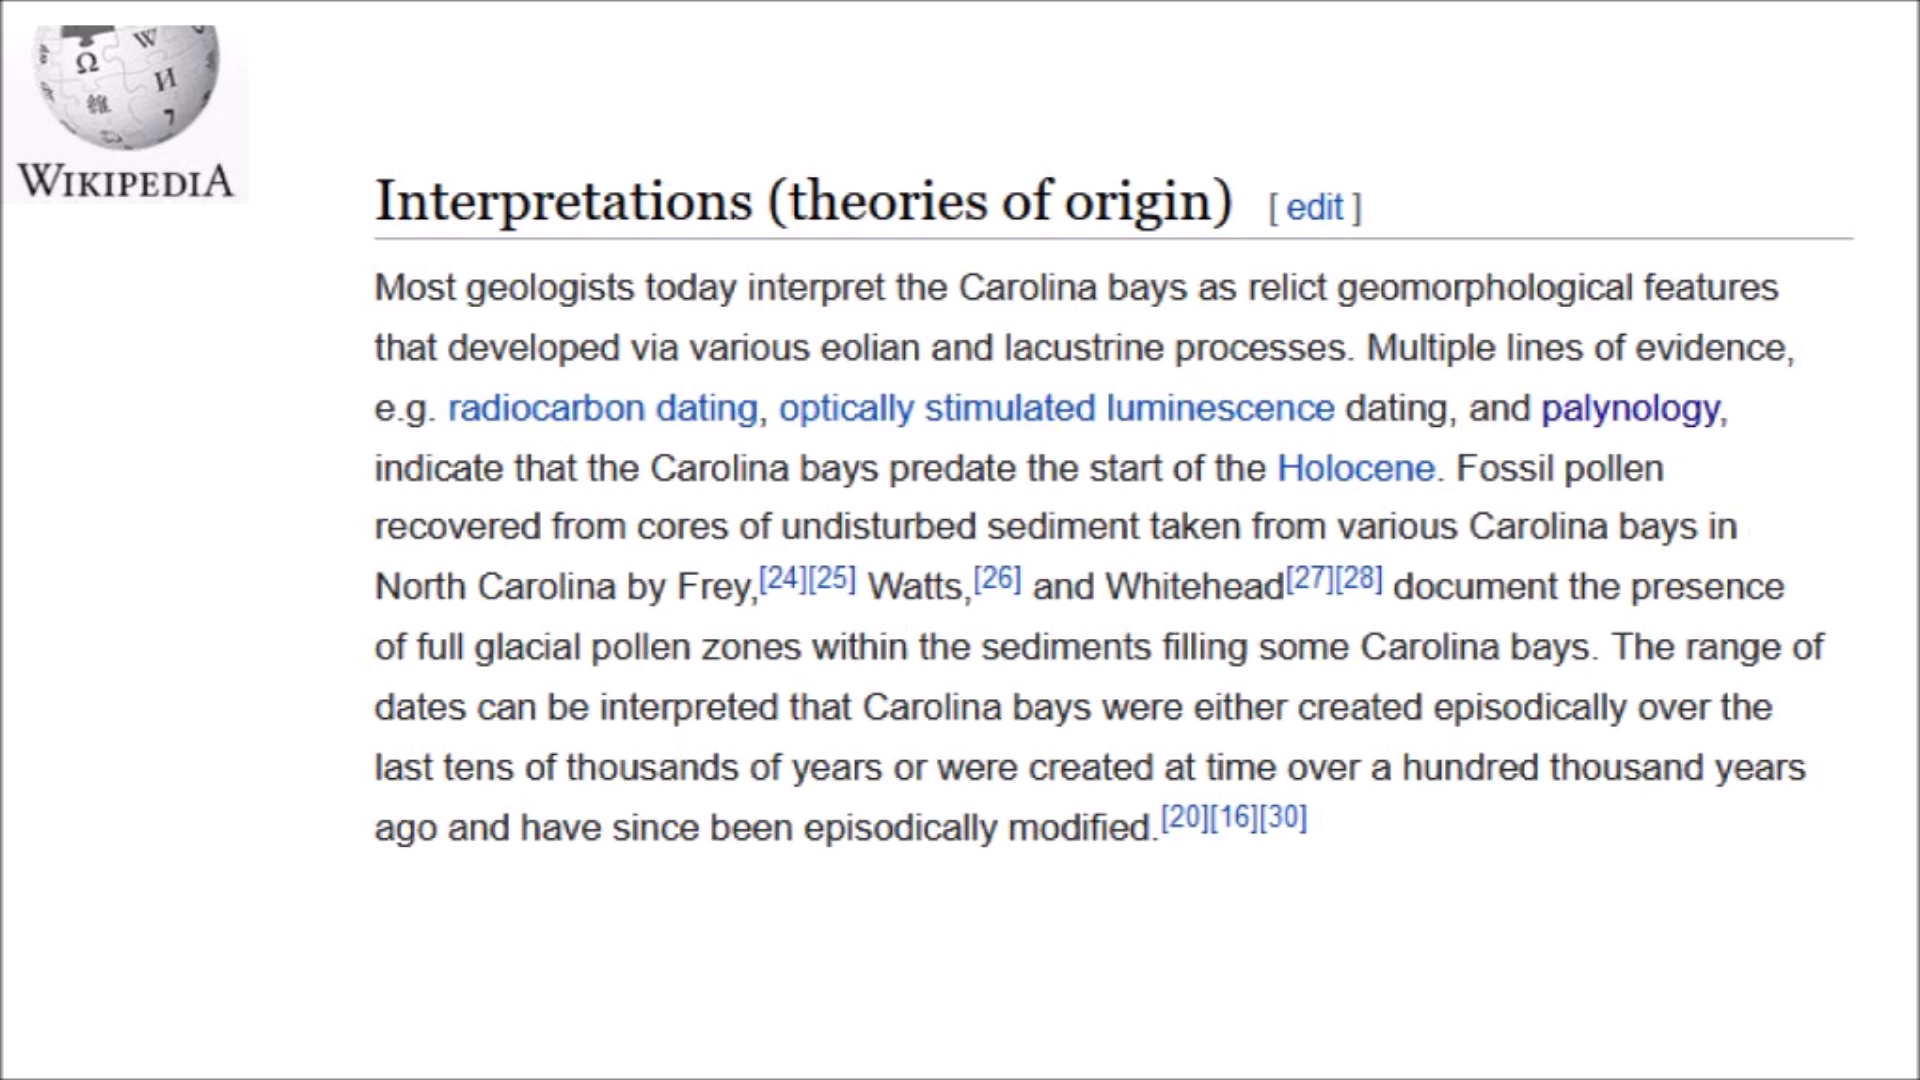 Ω W И 維 7
WIKIPEDIA
Interpretations (theories of origin) [ edit ]
Most geologists today interpret the Carolina bays as relict geomorphological features
that developed via various eolian and lacustrine processes. Multiple lines of evidence,
e.g. radiocarbon dating, optically stimulated luminescence dating, and palynology,
indicate that the Carolina bays predate the start of the Holocene. Fossil pollen
recovered from cores of undisturbed sediment taken from various Carolina bays in
North Carolina by Frey,[24][25] Watts,[26] and Whitehead[27][28] document the presence
of full glacial pollen zones within the sediments filling some Carolina bays. The range of
dates can be interpreted that Carolina bays were either created episodically over the
last tens of thousands of years or were created at time over a hundred thousand years
ago and have since been episodically modified.[20][16][30]